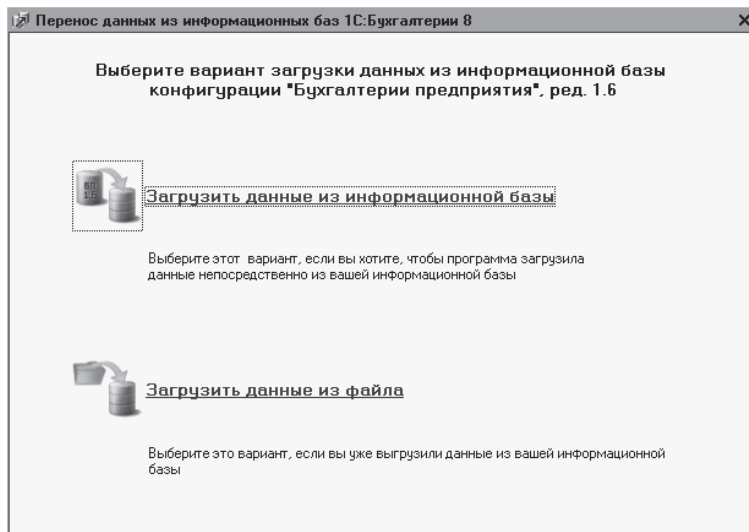 Перенос данных из информационных баз 1С:Бухгалтерии 8
Выберите вариант загрузки данных из информационной базы
конфигурации "Бухгалтерии предприятия", ред. 1.6
БП
1.6
Загрузить данные из информационной базы
Выберите этот вариант, если вы хотите, чтобы программа загрузила
данные непосредственно из вашей информационной базы
Загрузить данные из файла
Выберите это вариант, если вы уже выгрузили данные из вашей информационной
базы